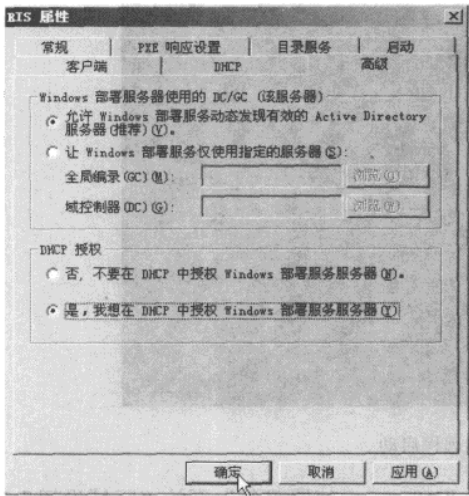 RIS 属性
常规 PXE 响应设置 目录服务 启动
客户端 DHCP 高级
Windows 部署服务器使用的 DC/GC (该服务器)
允许 Windows 部署服务动态发现有效的 Active Directory
服务器(推荐)(V)。
让 Windows 部署服务仅使用指定的服务器(S):
全局编录(GC)(M): 浏览(O)
域控制器(DC)(G): 浏览
DHCP 授权
否, 不要在 DHCP 中授权 Windows 部署服务服务器(N)。
是,我想在 DHCP 中授权 Windows 部署服务服务器(Y)
确定 取消 应用(A)